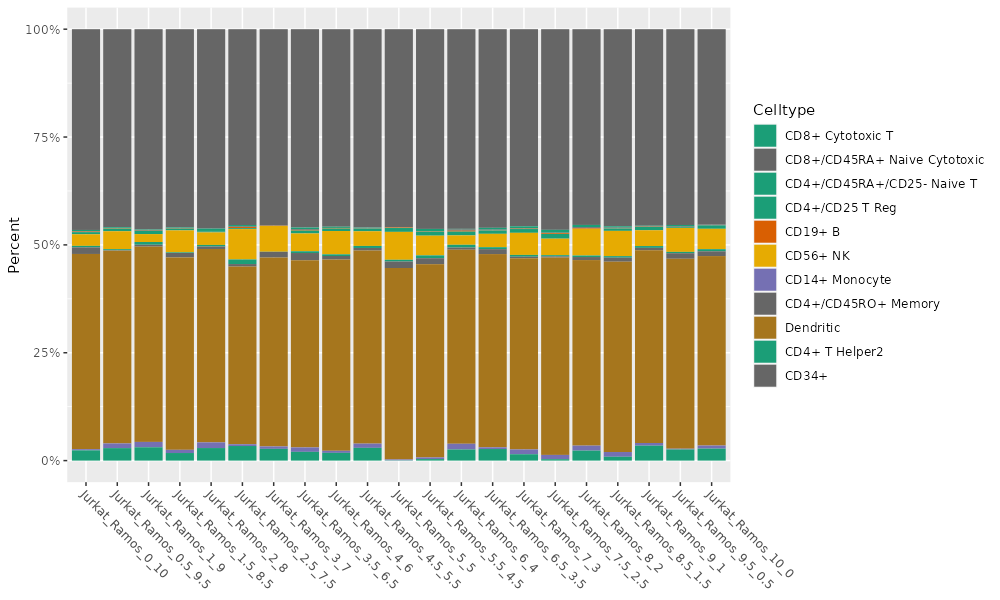 100%
75%
50%
25%
0%
Percent
Jurkat_Ramos_0_10
Jurkat_Ramos_0.5_9.5
Jurkat_Ramos_1_9
Jurkat_Ramos_1.5_8.5
Jurkat_Ramos_2_8
Jurkat_Ramos_2.5_7.5
Jurkat_Ramos_3_7
Jurkat_Ramos_3.5_6.5
Jurkat_Ramos_4_6
Jurkat_Ramos_4.5_5.5
Jurkat_Ramos_5_5
Jurkat_Ramos_5.5_4.5
Jurkat_Ramos_6_4
Jurkat_Ramos_6.5_3.5
Jurkat_Ramos_7_3
Jurkat_Ramos_7.5_2.5
Jurkat_Ramos_8_2
Jurkat_Ramos_8.5_1.5
Jurkat_Ramos_9_1
Jurkat_Ramos_9.5_0.5
Jurkat_Ramos_10_0
Celltype
CD8+ Cytotoxic T
CD8+/CD45RA+ Naive Cytotoxic
CD4+/CD45RA+/CD25- Naive T
CD4+/CD25 T Reg
CD19+ B
CD56+ NK
CD14+ Monocyte
CD4+/CD45RO+ Memory
Dendritic
CD4+ T Helper2
CD34+